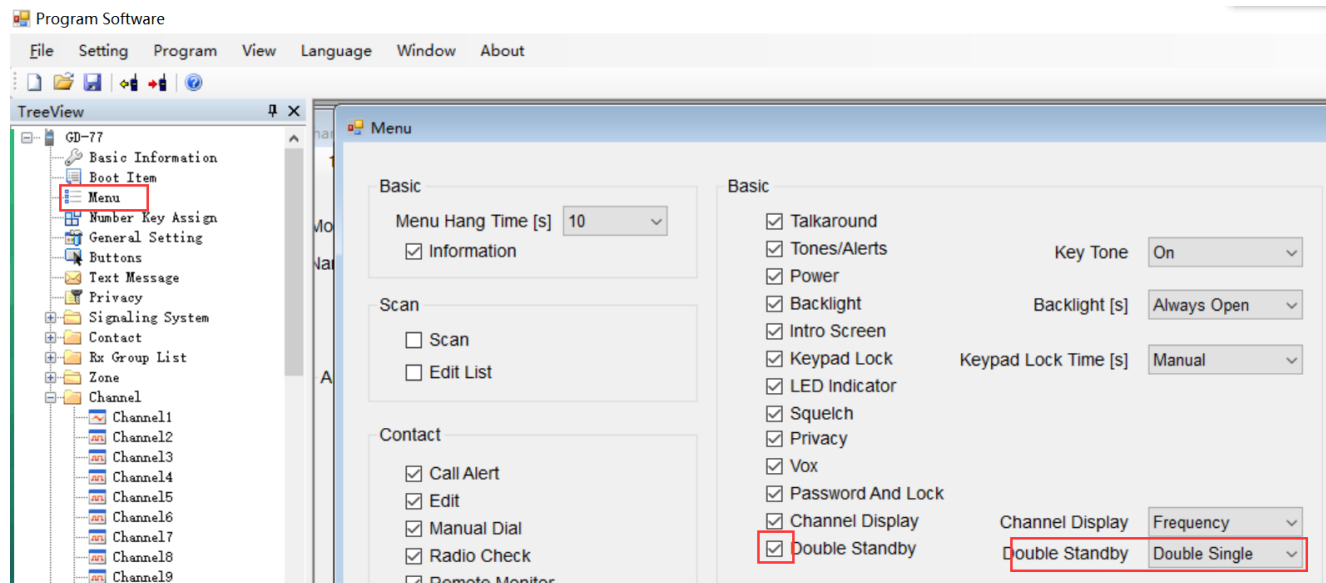 Program Software
File Setting Program View Language Window About
TreeView
GD-77
Basic Information
Boot Item
Menu
Number Key Assign
General Setting
Buttons
Text Message
Privacy
Signaling System
Contact
Rx Group List
Zone
Channel
Channel1
Channel2
Channel3
Channel4
Channel5
Channel6
Channel7
Channel8
Channel9
Menu
Basic
Menu Hang Time [s] 10
Information
Scan
Scan
Edit List
Contact
Call Alert
Edit
Manual Dial
Radio Check
Remote Monitor
Basic
Talkaround
Tones/Alerts
Key Tone On
Power
Backlight
Backlight [s] Always Open
Intro Screen
Keypad Lock
Keypad Lock Time [s] Manual
LED Indicator
Squelch
Privacy
Vox
Password And Lock
Channel Display
Channel Display Frequency
Double Standby
Double Standby Double Single